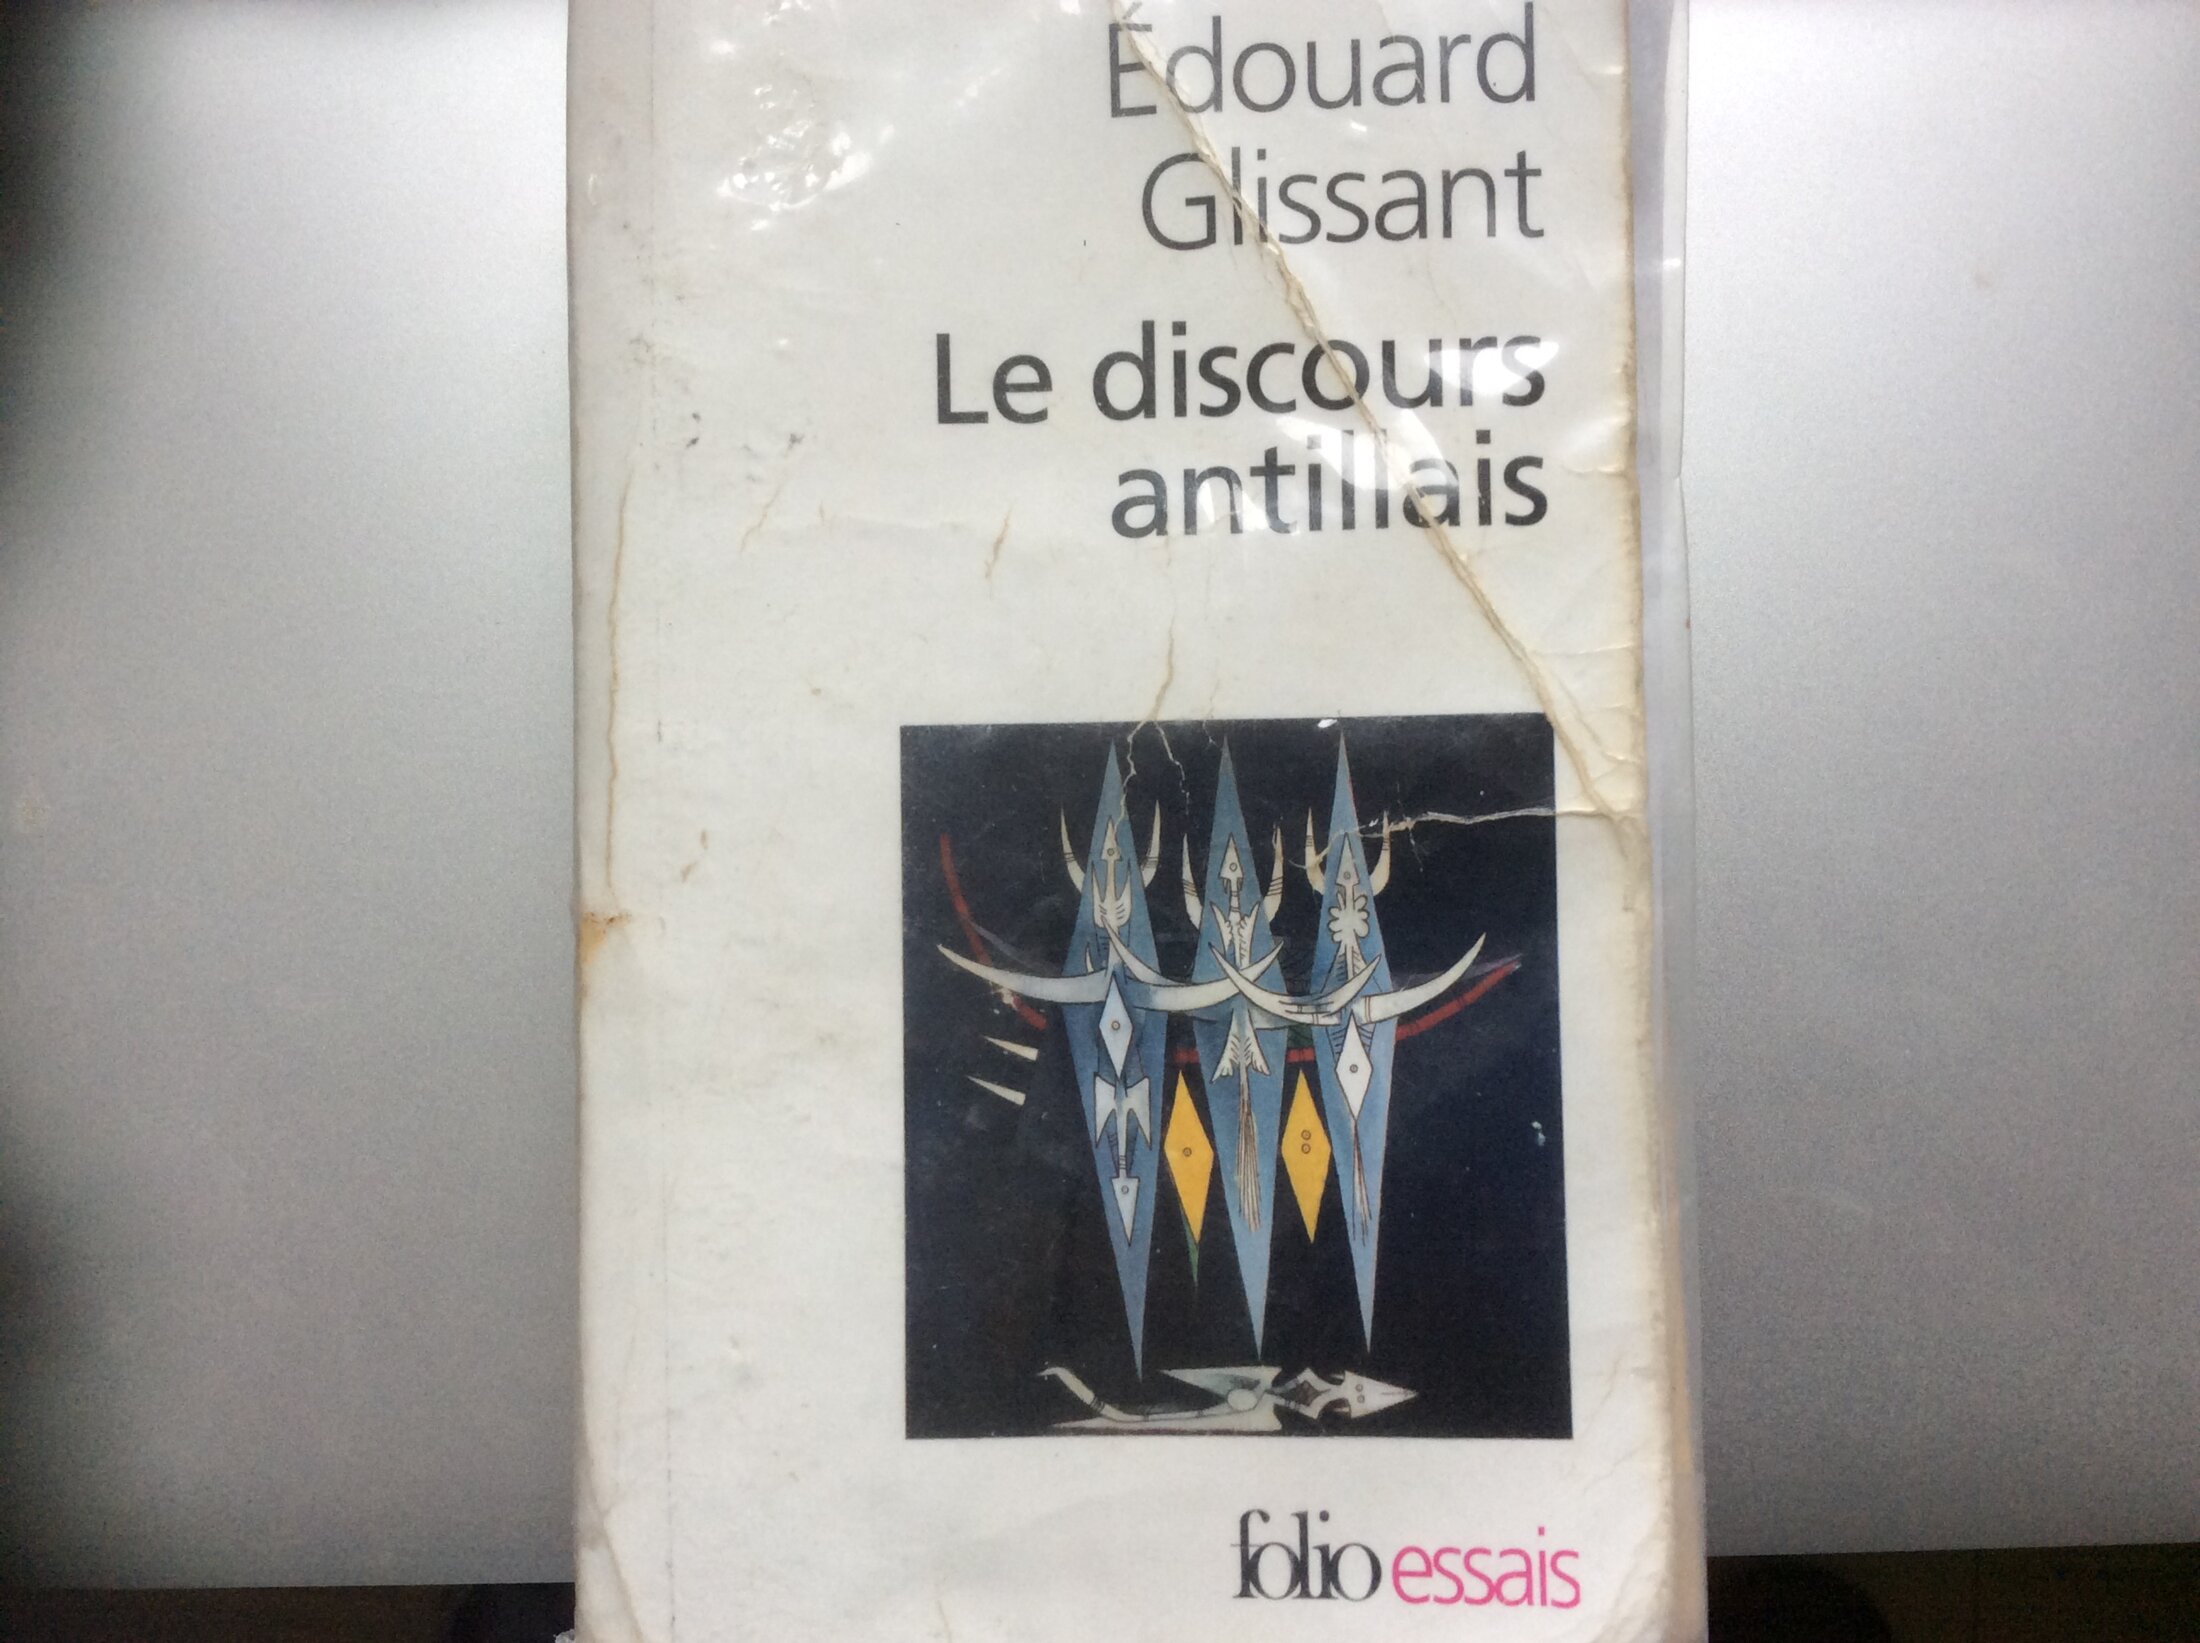 Édouard
Glissant
Le discours
antillais
folio essais